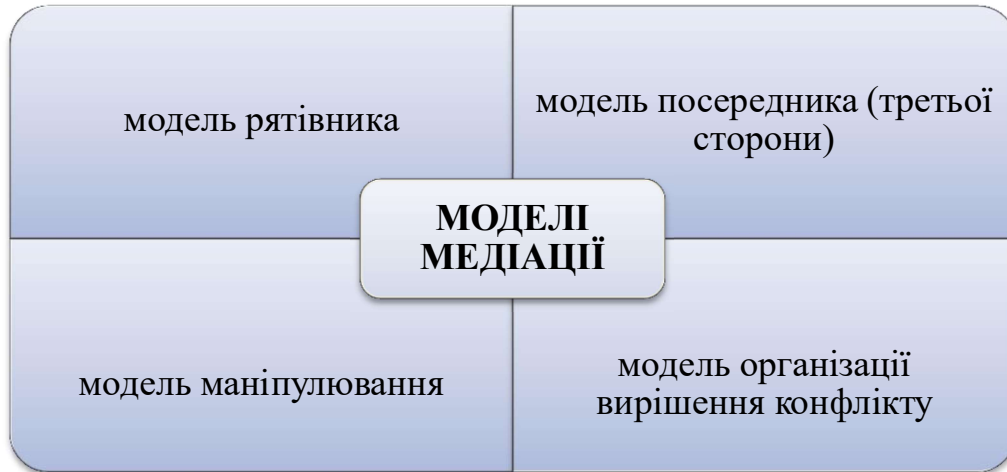 модель рятівника
модель посередника (третьої
сторони)
МОДЕЛІ
МЕДІАЦІЇ
модель маніпулювання
модель організації
вирішення конфлікту